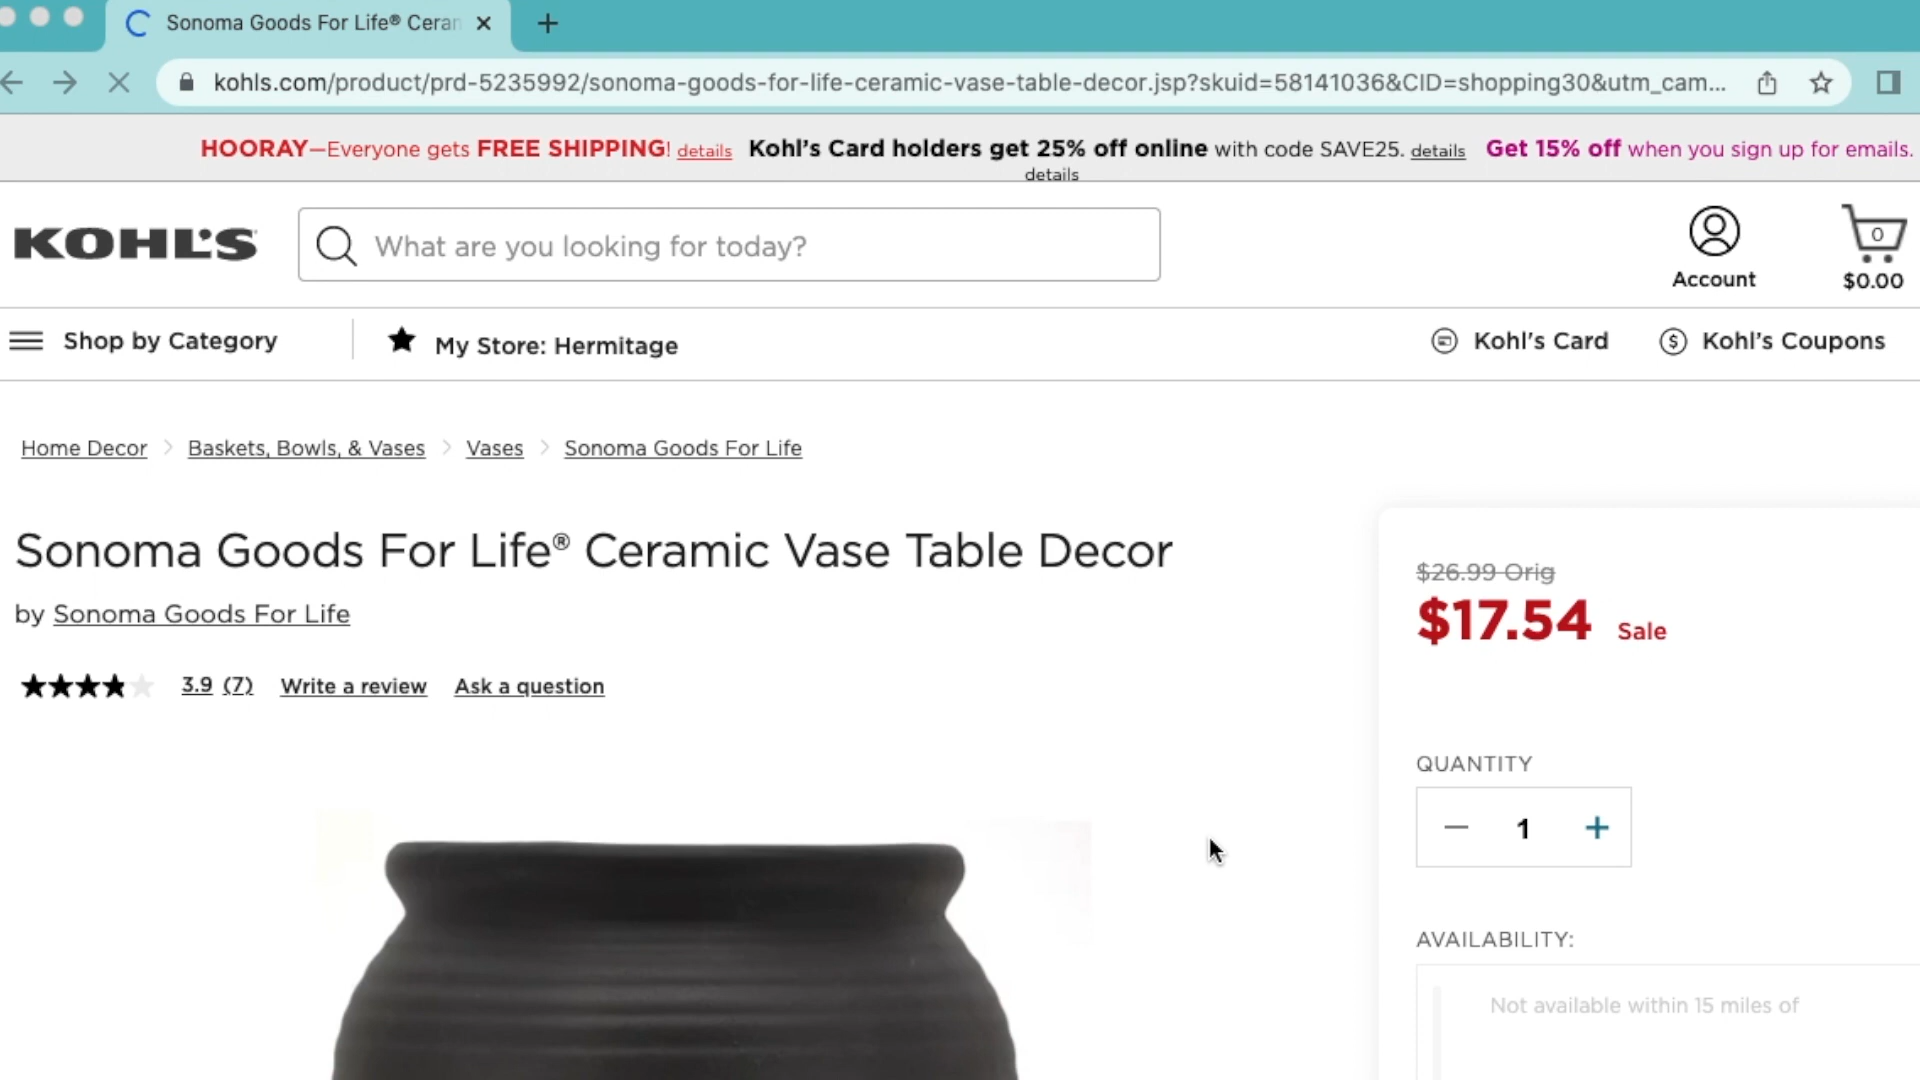 Sonoma Goods For Life® Ceran
kohls.com/product/prd-5235992/sonoma-goods-for-life-ceramic-vase-table-decor.jsp?skuid=58141036&CID=shopping30&utm_cam...
HOORAY—Everyone gets FREE SHIPPING! details Kohl's Card holders get 25% off online with code SAVE25. details Get 15% off when you sign up for emails.
details
KOHL'S
What are you looking for today?
Account
0
$0.00
Shop by Category
My Store: Hermitage
Kohl's Card
$ Kohl's Coupons
Home Decor > Baskets, Bowls, & Vases > Vases > Sonoma Goods For Life
Sonoma Goods For Life® Ceramic Vase Table Decor
by Sonoma Goods For Life
3.9 (7) Write a review Ask a question
$26.99 Orig
$17.54 Sale
QUANTITY
1
AVAILABILITY:
Not available within 15 miles of